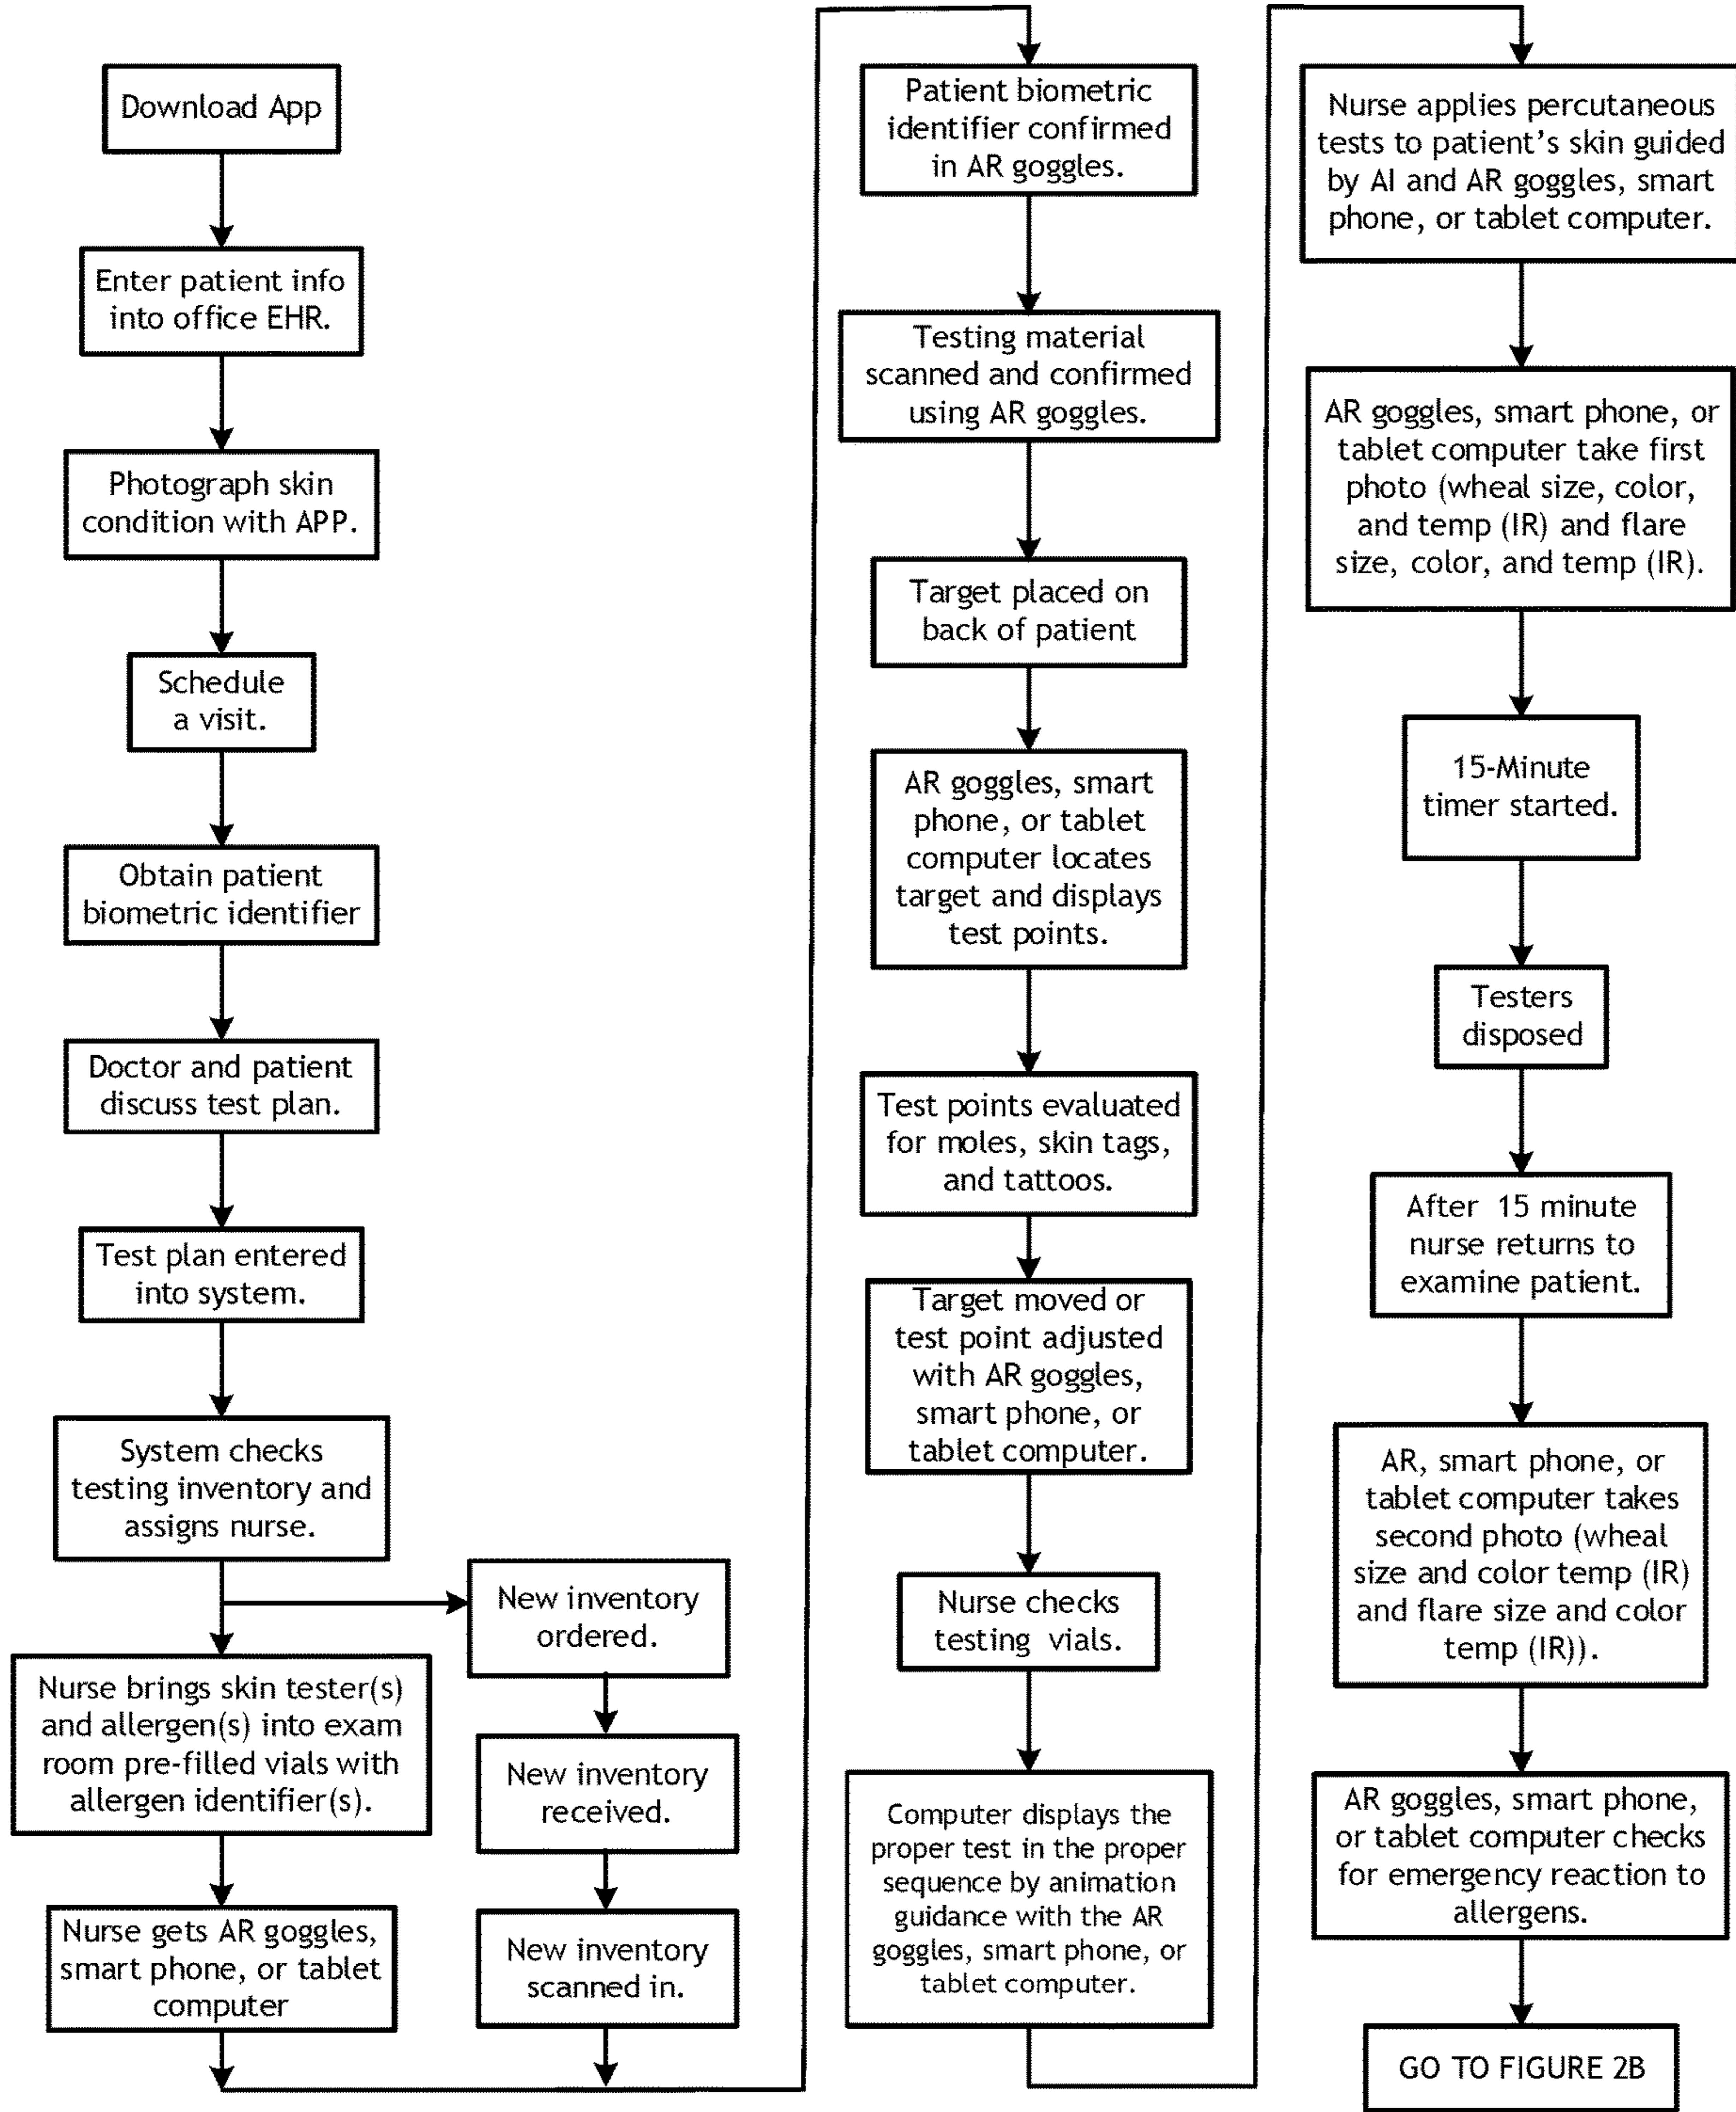 Download App
Enter patient info
into office EHR.
Photograph skin
condition with APP.
Schedule
a visit.
Obtain patient
biometric identifier
Doctor and patient
discuss test plan.
Test plan entered
into system.
System checks
testing inventory and
assigns nurse.
Nurse brings skin tester(s)
and allergen(s) into exam
room pre-filled vials with
allergen identifier(s).
Nurse gets AR goggles,
smart phone, or tablet
computer
New inventory
ordered.
New inventory
received.
New inventory
scanned in.
Patient biometric
identifier confirmed
in AR goggles.
Testing material
scanned and confirmed
using AR goggles.
Target placed on
back of patient
AR goggles, smart
phone, or tablet
computer locates
target and displays
test points.
Test points evaluated
for moles, skin tags,
and tattoos.
Target moved or
test point adjusted
with AR goggles,
smart phone, or
tablet computer.
Nurse checks
testing vials.
Computer displays the
proper test in the proper
sequence by animation
guidance with the AR
goggles, smart phone, or
tablet computer.
Nurse applies percutaneous
tests to patient's skin guided
by AI and AR goggles, smart
phone, or tablet computer.
AR goggles, smart phone, or
tablet computer take first
photo (wheal size, color,
and temp (IR) and flare
size, color, and temp (IR).
15-Minute
timer started.
Testers
disposed
After 15 minute
nurse returns to
examine patient.
AR, smart phone, or
tablet computer takes
second photo (wheal
size and color temp (IR)
and flare size and color
temp (IR)).
AR goggles, smart phone,
or tablet computer checks
for emergency reaction to
allergens.
GO TO FIGURE 2B